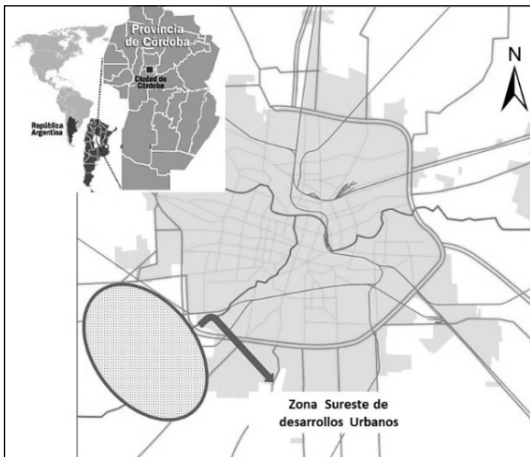 Provincia
de Córdoba
Ciudad de
Córdoba
República
Argentina
N
Zona Sureste de
desarrollos Urbanos